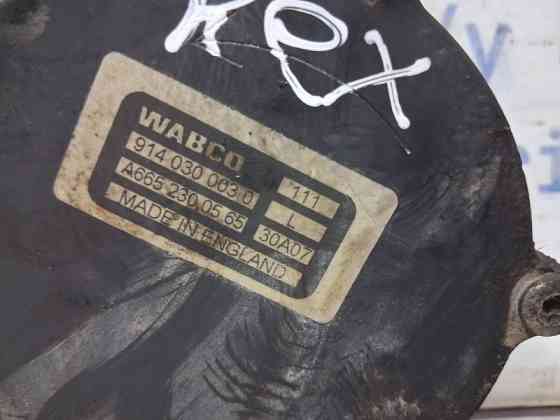 REX
WABCO
914 030 003 0 111
A665 230 05 65 L
MADE IN ENGLAND 30A07